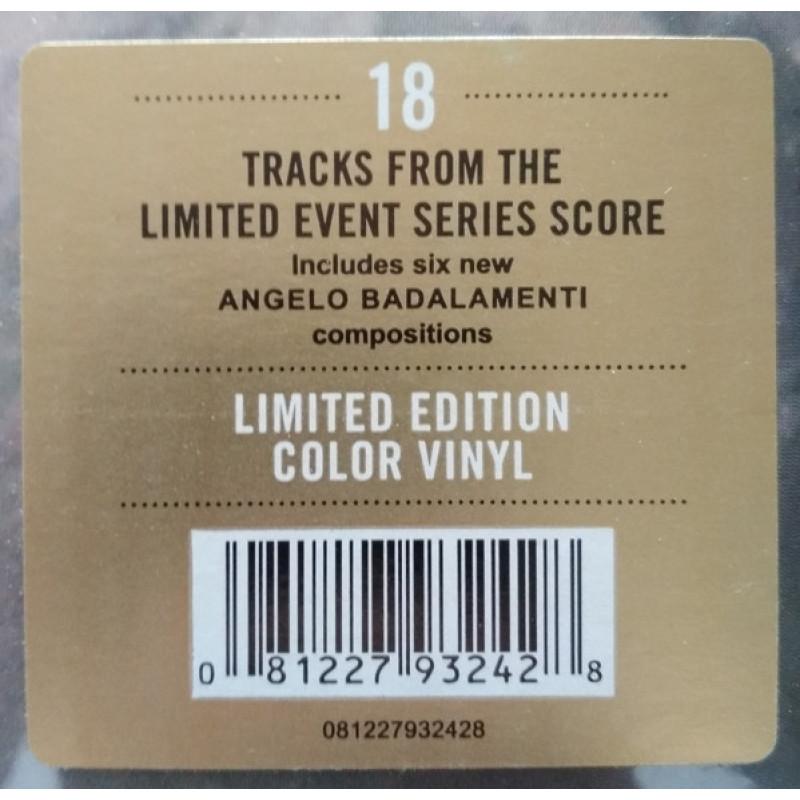 18
TRACKS FROM THE
LIMITED EVENT SERIES SCORE
Includes six new
ANGELO BADALAMENTI
compositions
LIMITED EDITION
COLOR VINYL
0 81227 93242 8
081227932428